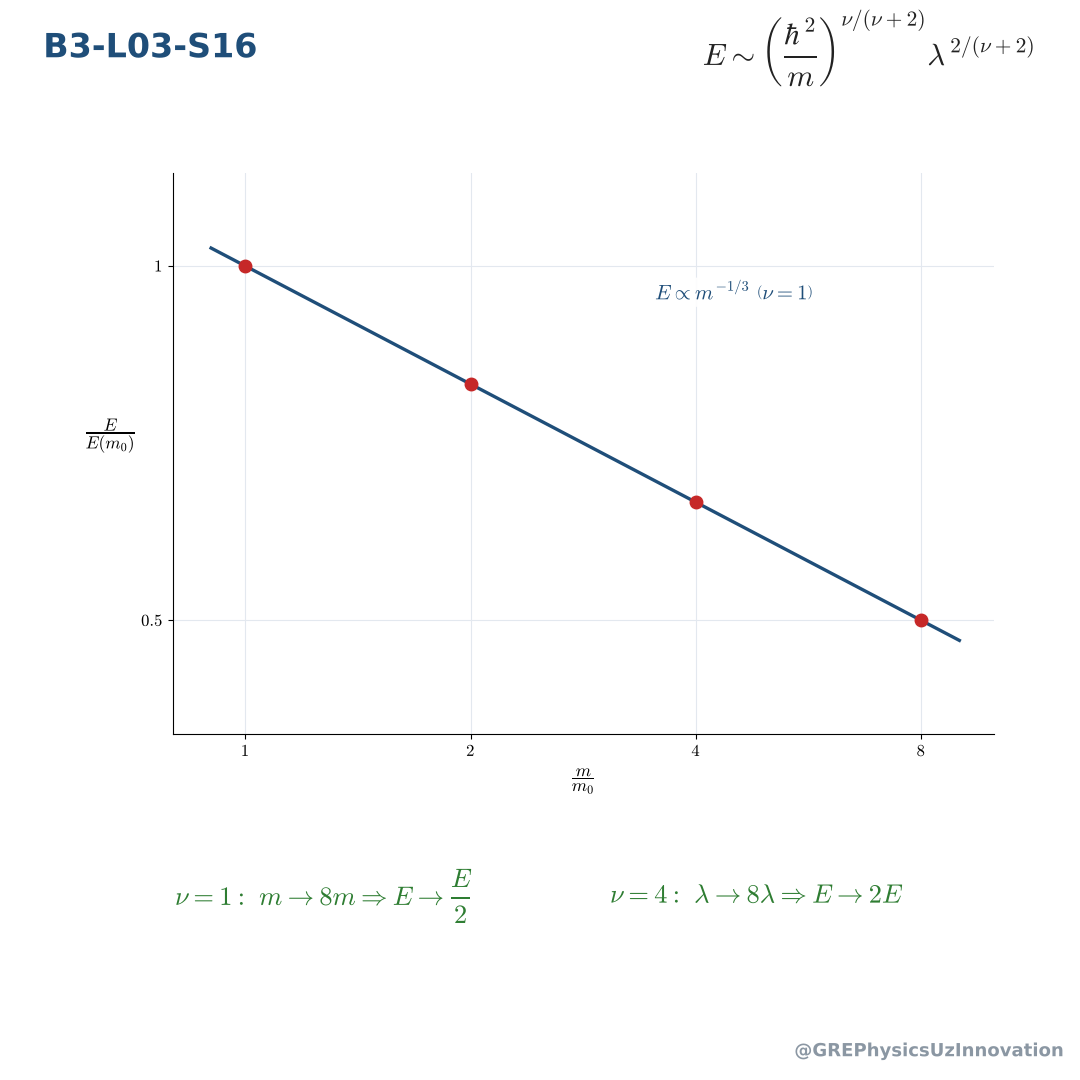 B3-L03-S16
E ∼ (ħ²/m)^{ν/(ν+2)} λ^{2/(ν+2)}
1
E ∝ m^{−1/3} (ν = 1)
E/E(m₀)
0.5
1 2 4 8
m/m₀
ν = 1 : m → 8m ⇒ E → E/2
ν = 4 : λ → 8λ ⇒ E → 2E
@GREPhysicsUzInnovation